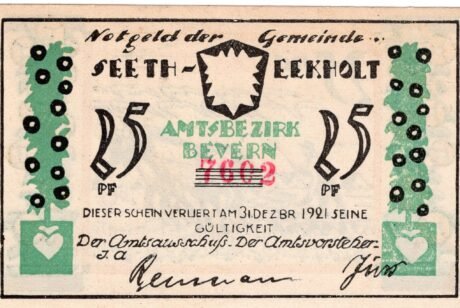 Notgeld der Gemeinde..
SEETH- EEKHOLT
25 PF
AMTSBEZIRK
BEVERN
7602
25 PF
DIESER SCHEIN VERLIERT AM 31 DEZBR 1921 SEINE
GÜLTIGKEIT
Der Amtsausschuß. Der Amtsvorsteher.
I.A